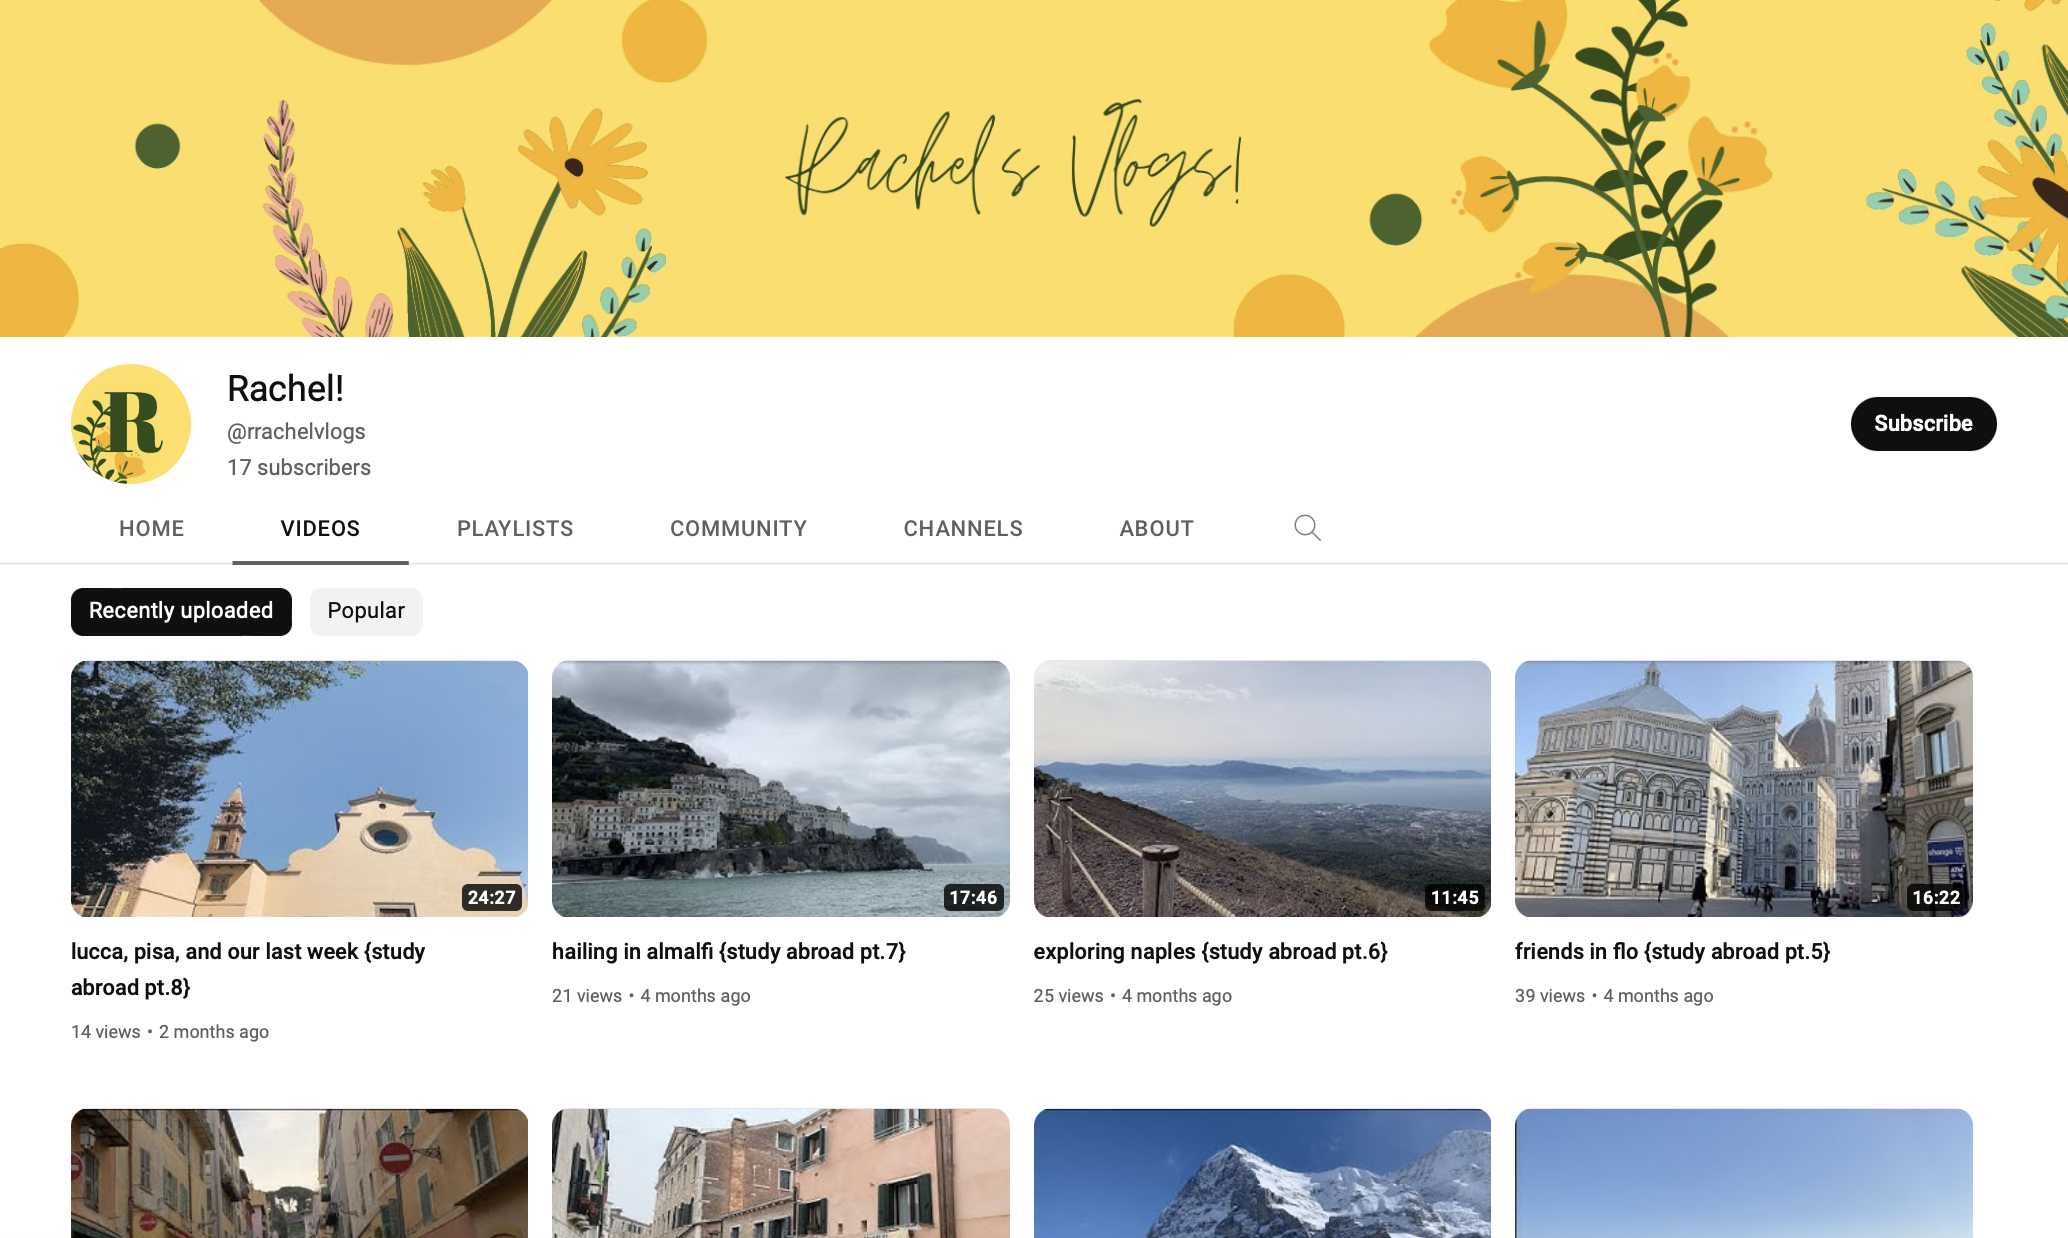 Rachel's Vlogs!
R
Rachel!
@rrachelvlogs
17 subscribers
Subscribe
HOME VIDEOS PLAYLISTS COMMUNITY CHANNELS ABOUT
Recently uploaded Popular
24:27 17:46 11:45 16:22
lucca, pisa, and our last week {study
abroad pt.8}
14 views • 2 months ago
hailing in almalfi {study abroad pt.7}
21 views • 4 months ago
exploring naples {study abroad pt.6}
25 views • 4 months ago
friends in flo {study abroad pt.5}
39 views • 4 months ago